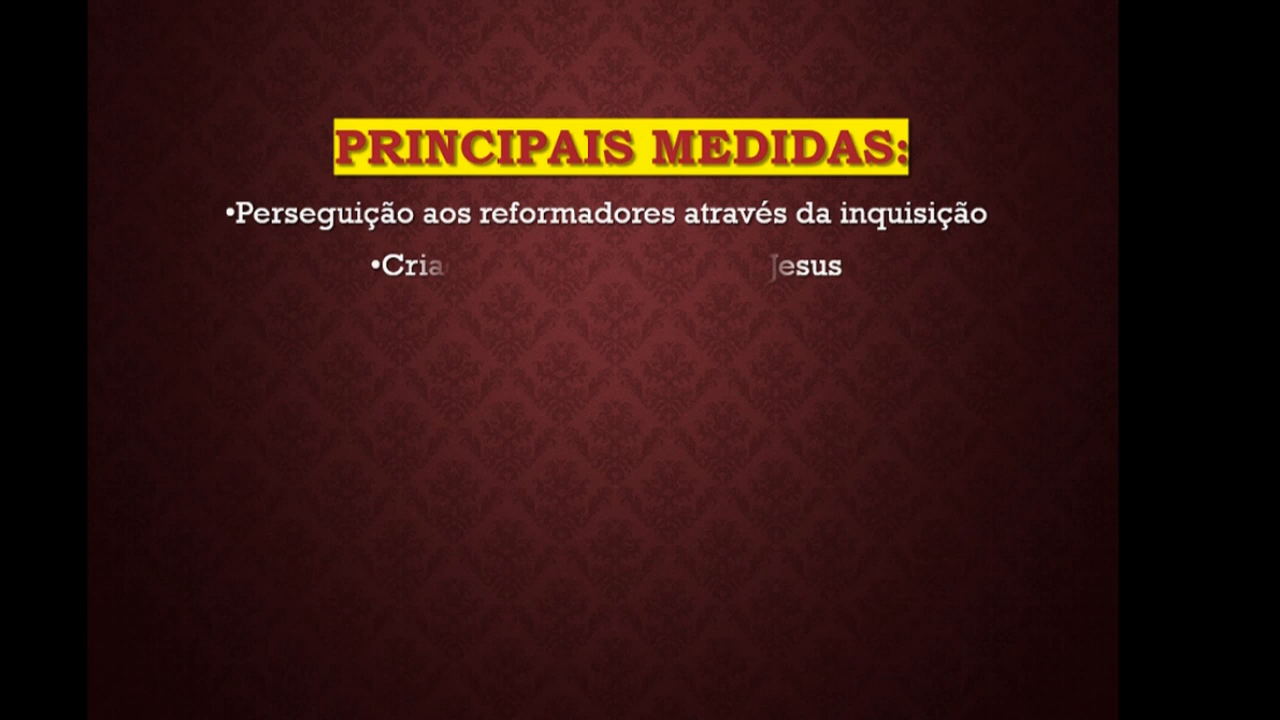 PRINCIPAIS MEDIDAS:
•Perseguição aos reformadores através da inquisição
•Cria Jesus